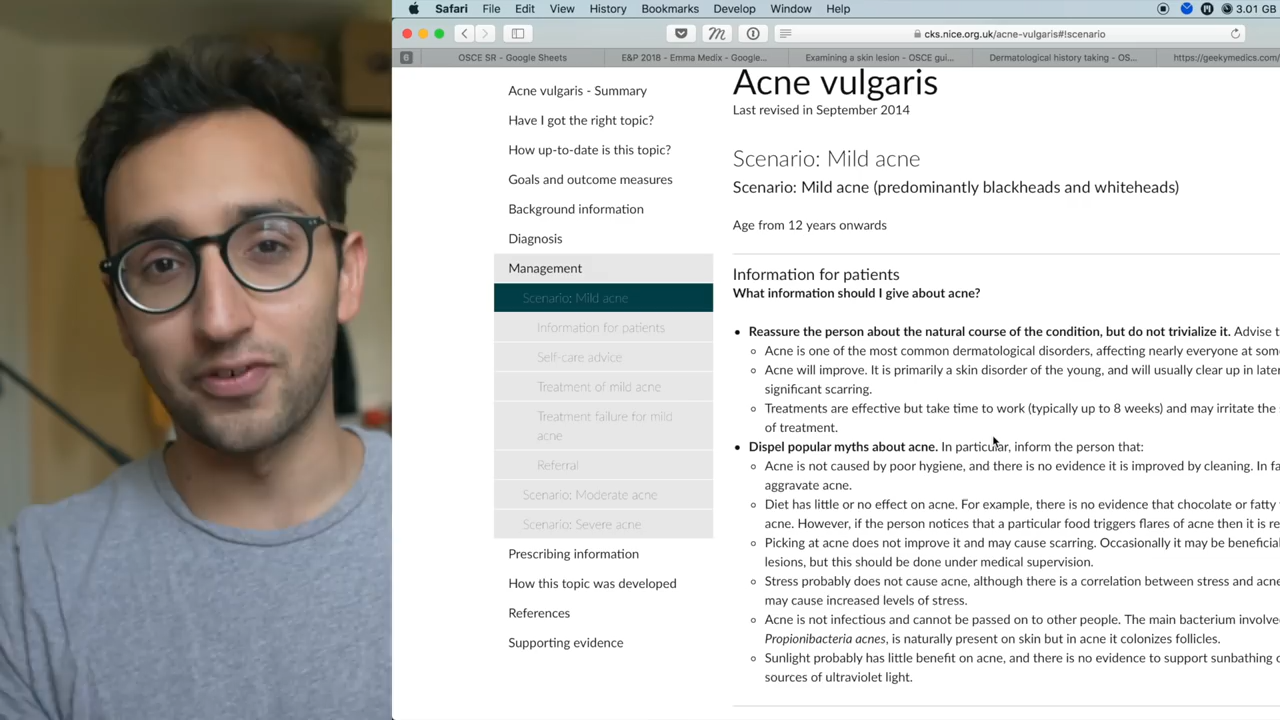 Safari File Edit View History Bookmarks Develop Window Help 3.01 GB
cks.nice.org.uk/acne-vulgaris#!scenario
6 OSCE SR - Google Sheets E&P 2018 - Emma Medix - Google... Examining a skin lesion - OSCE gui... Dermatological history taking - OS... https://geekymedics.com/
Acne vulgaris - Summary
Have I got the right topic?
How up-to-date is this topic?
Goals and outcome measures
Background information
Diagnosis
Management
Scenario: Mild acne
Information for patients
Self-care advice
Treatment of mild acne
Treatment failure for mild
acne
Referral
Scenario: Moderate acne
Scenario: Severe acne
Prescribing information
How this topic was developed
References
Supporting evidence
Acne vulgaris
Last revised in September 2014
Scenario: Mild acne
Scenario: Mild acne (predominantly blackheads and whiteheads)
Age from 12 years onwards
Information for patients
What information should I give about acne?
Reassure the person about the natural course of the condition, but do not trivialize it. Advise t
Acne is one of the most common dermatological disorders, affecting nearly everyone at som
Acne will improve. It is primarily a skin disorder of the young, and will usually clear up in later
significant scarring.
Treatments are effective but take time to work (typically up to 8 weeks) and may irritate the
of treatment.
Dispel popular myths about acne. In particular, inform the person that:
Acne is not caused by poor hygiene, and there is no evidence it is improved by cleaning. In fa
aggravate acne.
Diet has little or no effect on acne. For example, there is no evidence that chocolate or fatty
acne. However, if the person notices that a particular food triggers flares of acne then it is re
Picking at acne does not improve it and may cause scarring. Occasionally it may be beneficia
lesions, but this should be done under medical supervision.
Stress probably does not cause acne, although there is a correlation between stress and acne
may cause increased levels of stress.
Acne is not infectious and cannot be passed on to other people. The main bacterium involve
Propionibacteria acnes, is naturally present on skin but in acne it colonizes follicles.
Sunlight probably has little benefit on acne, and there is no evidence to support sunbathing o
sources of ultraviolet light.